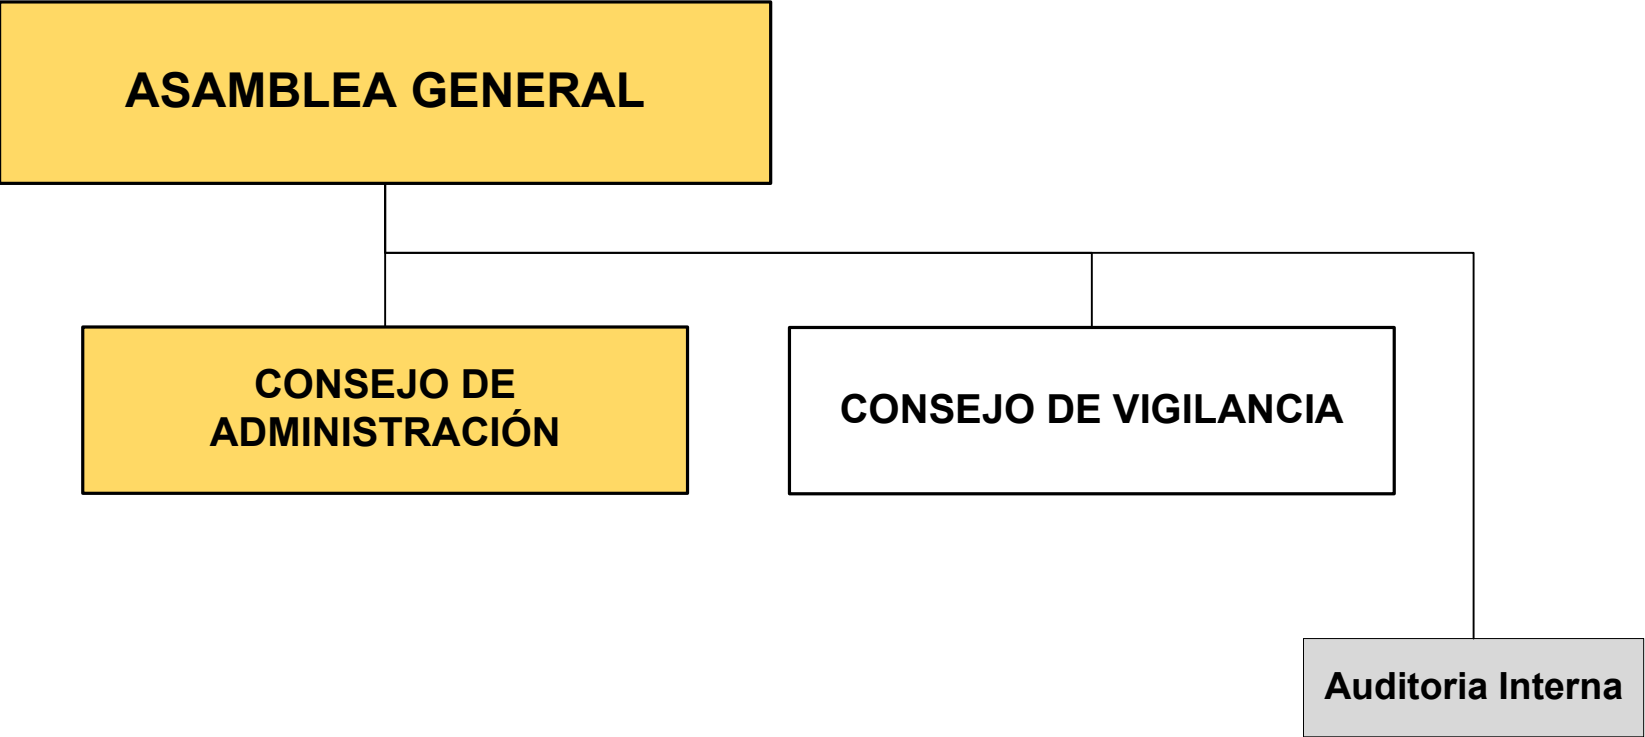 ASAMBLEA GENERAL
CONSEJO DE
ADMINISTRACIÓN
CONSEJO DE VIGILANCIA
Auditoria Interna